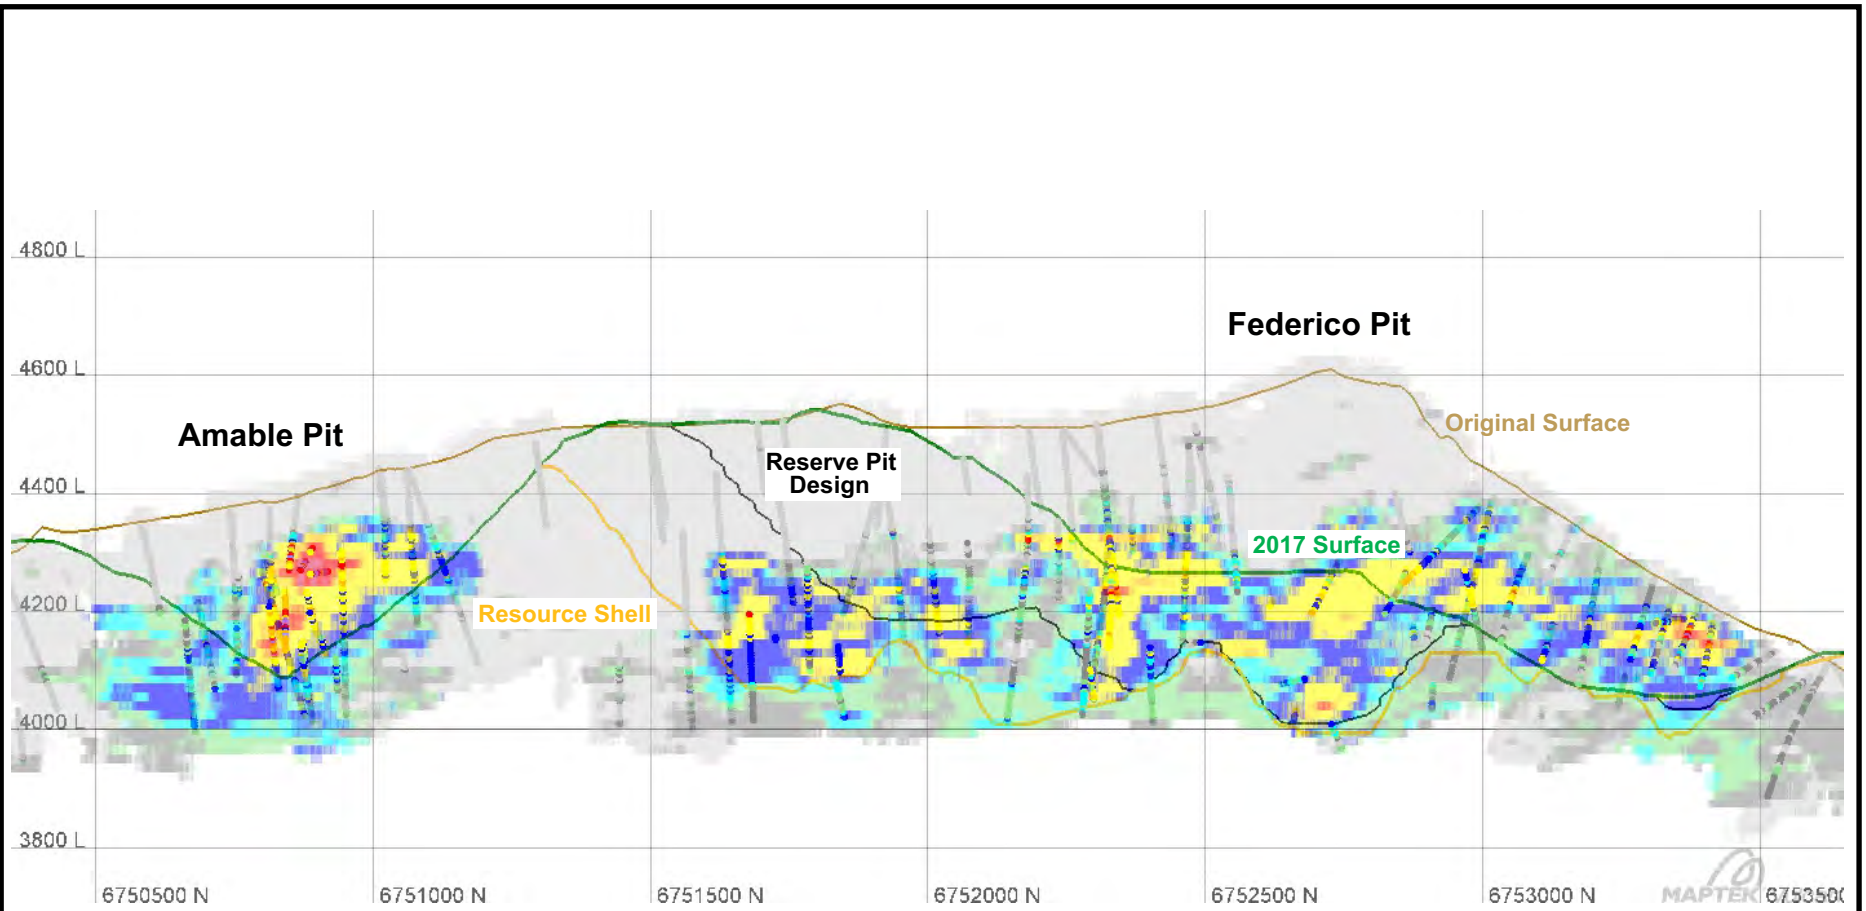 4800 L
Federico Pit
4600 L
Original Surface
Amable Pit
Reserve Pit
Design
4400 L
2017 Surface
4200 L
Resource Shell
4000 L
3800 L
6750500 N
6751000 N
6751500 N
6752000 N
6752500 N
6753000 N
MAPTEK